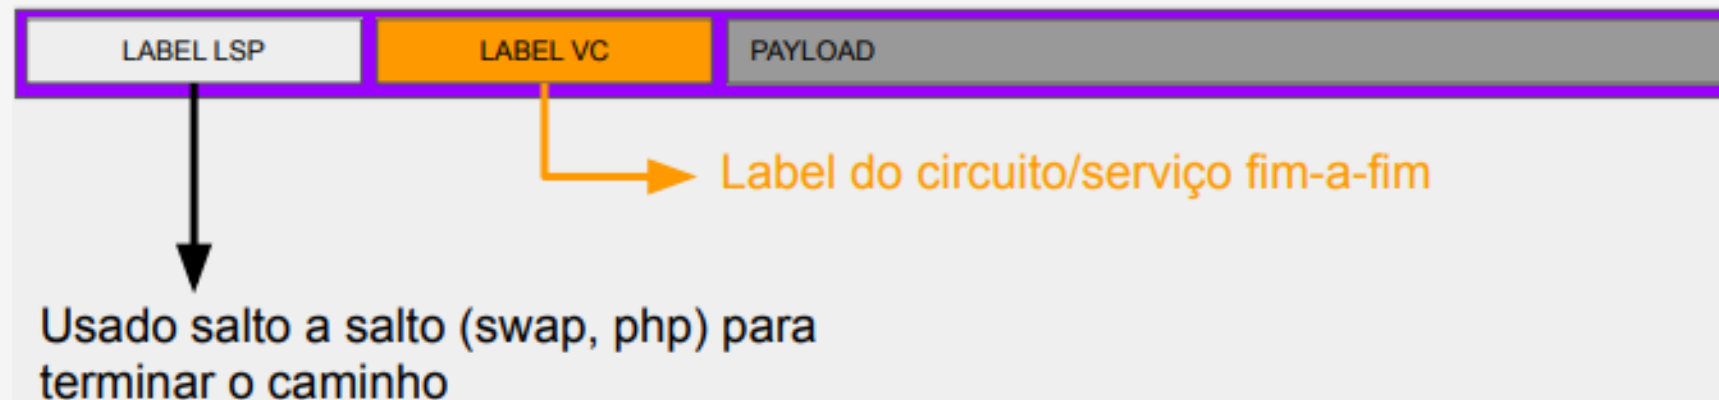 LABEL LSP
LABEL VC
PAYLOAD
Label do circuito/serviço fim-a-fim
Usado salto a salto (swap, php) para
terminar o caminho